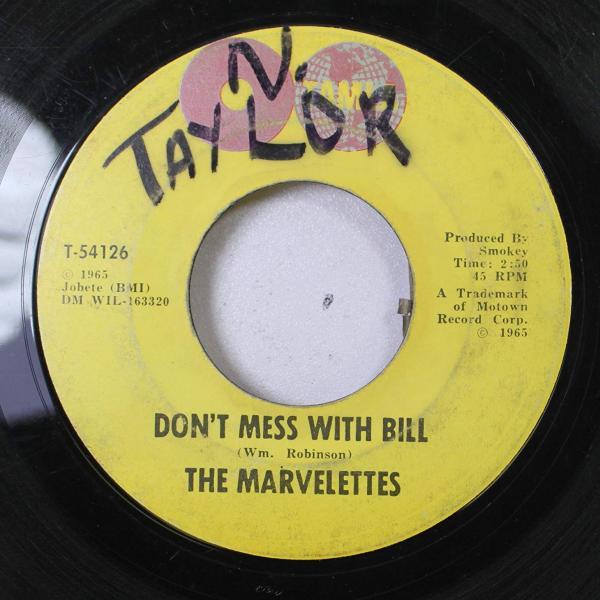 N.
TAYLOR
TAMLA
T-54126
© 1965
Jobete (BMI)
DM WIL-163320
Produced By
Smokey
Time: 2:50
45 RPM
A Trademark
of Motown
Record Corp.
© 1965
DON'T MESS WITH BILL
(Wm. Robinson)
THE MARVELETTES